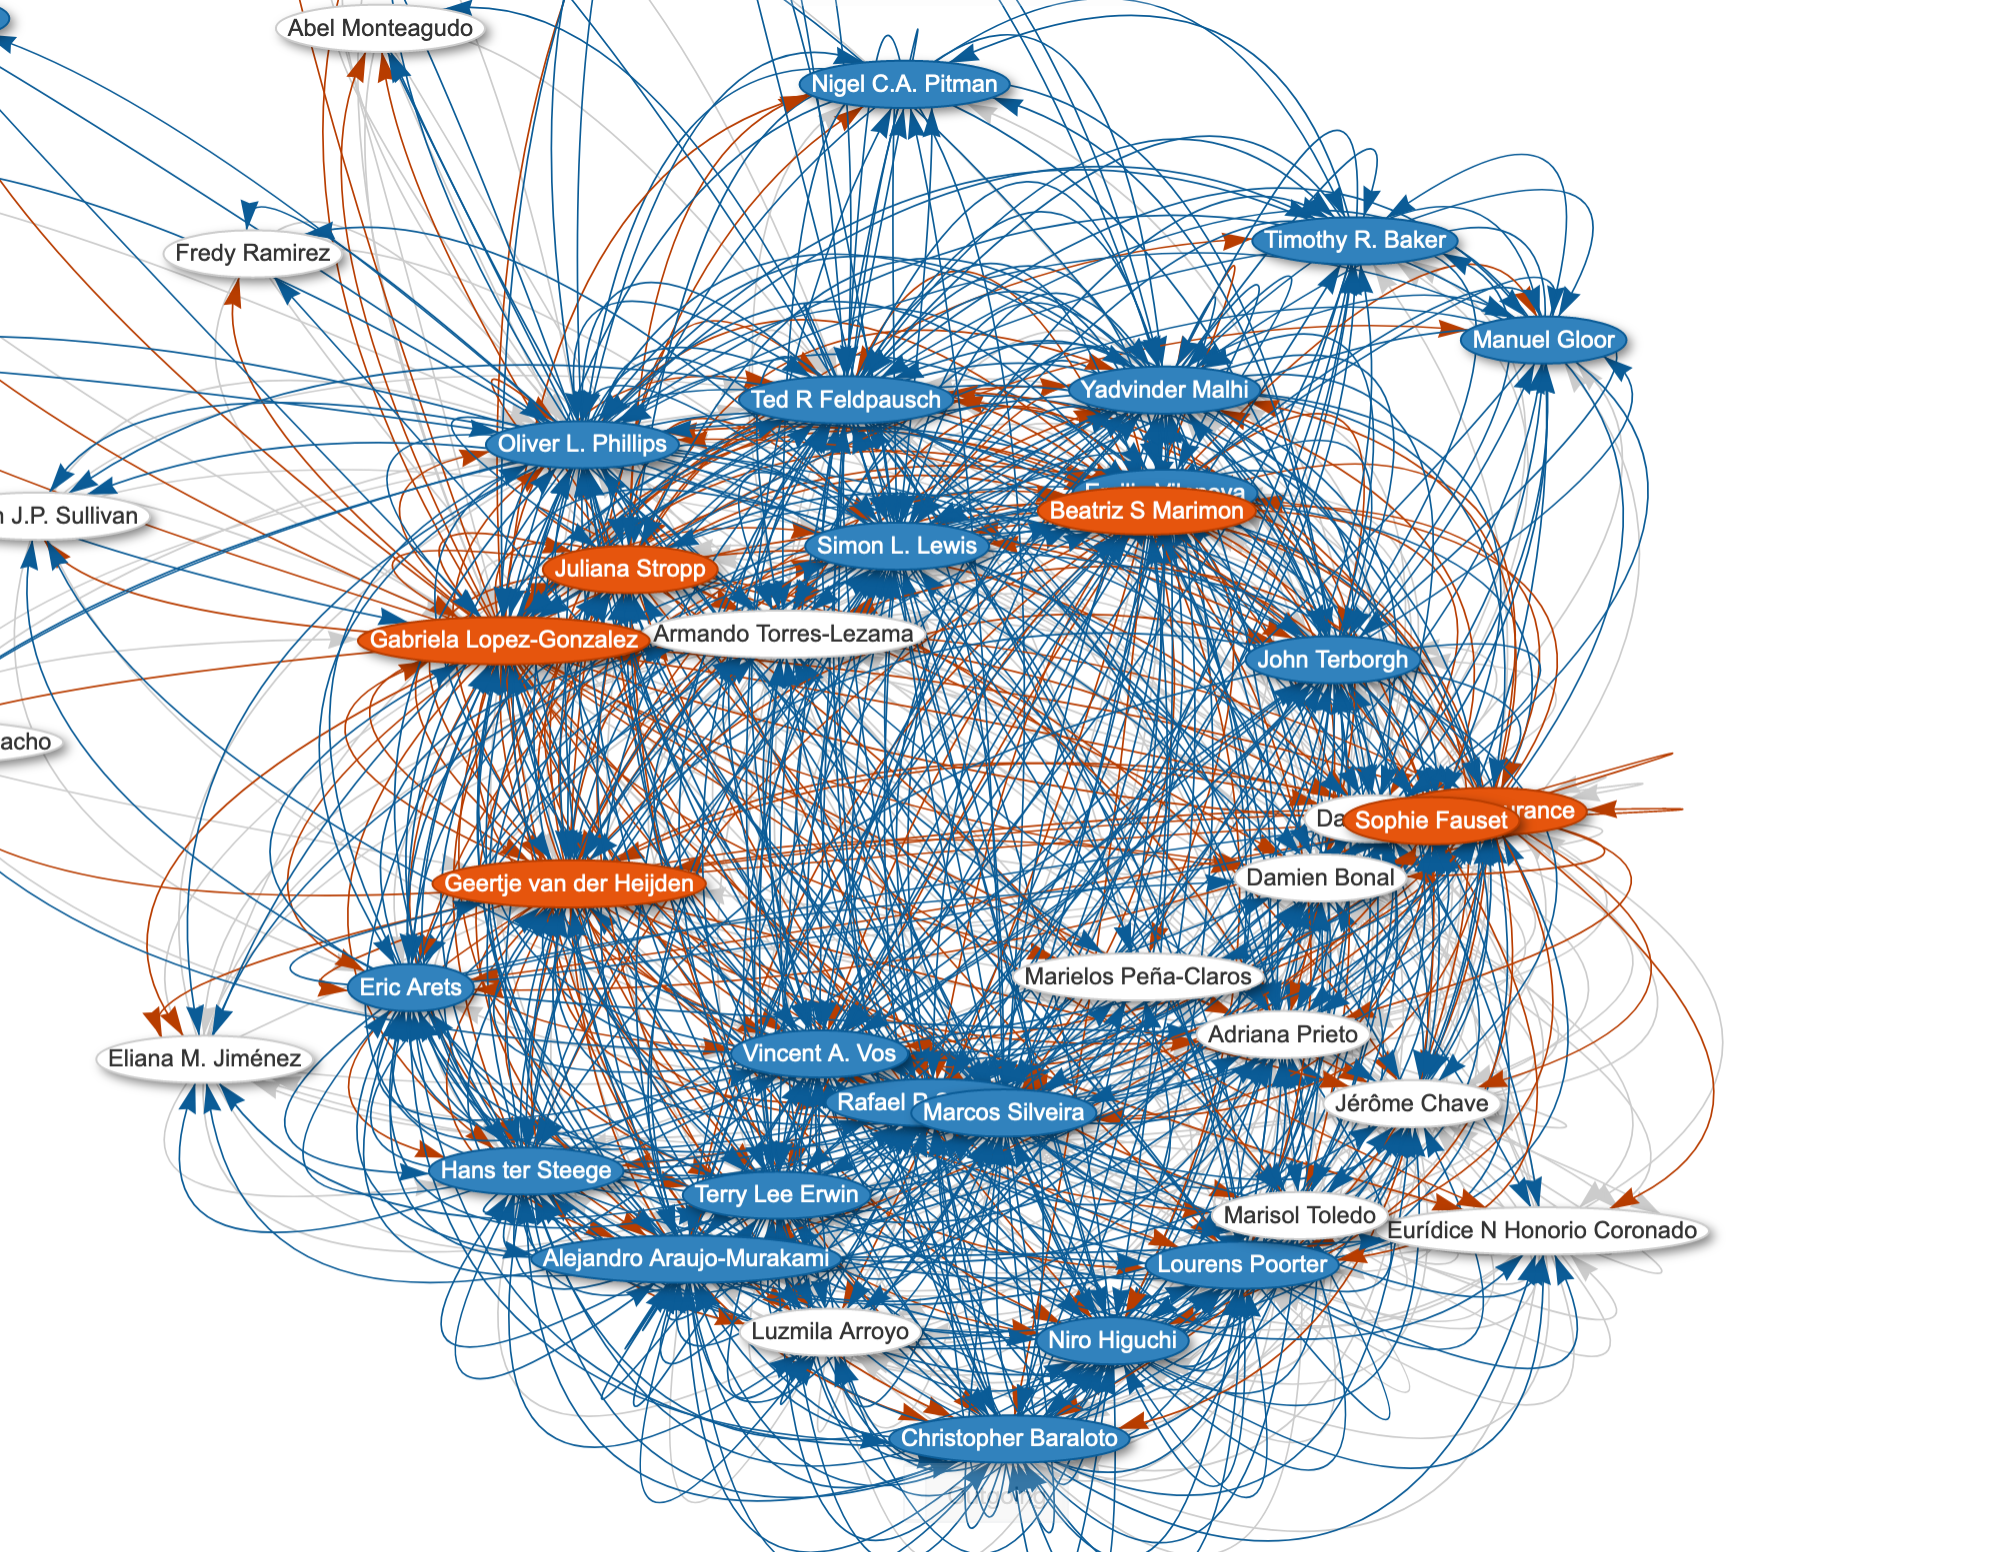 Abel Monteagudo
Nigel C.A. Pitman
Timothy R. Baker
Fredy Ramirez
Manuel Gloor
Yadvinder Malhi
Ted R Feldpausch
Oliver L. Phillips
Beatriz S Marimon
J.P. Sullivan
Simon L. Lewis
Juliana Stropp
Armando Torres-Lezama
Gabriela Lopez-Gonzalez
John Terborgh
acho
Da
Sophie Fauset
urance
Damien Bonal
Geertje van der Heijden
Marielos Peña-Claros
Eric Arets
Adriana Prieto
Vincent A. Vos
Eliana M. Jiménez
Rafael
Marcos Silveira
Jérôme Chave
Hans ter Steege
Terry Lee Erwin
Marisol Toledo
Eurídice N Honorio Coronado
Alejandro Araujo-Murakami
Lourens Poorter
Luzmila Arroyo
Niro Higuchi
Christopher Baraloto